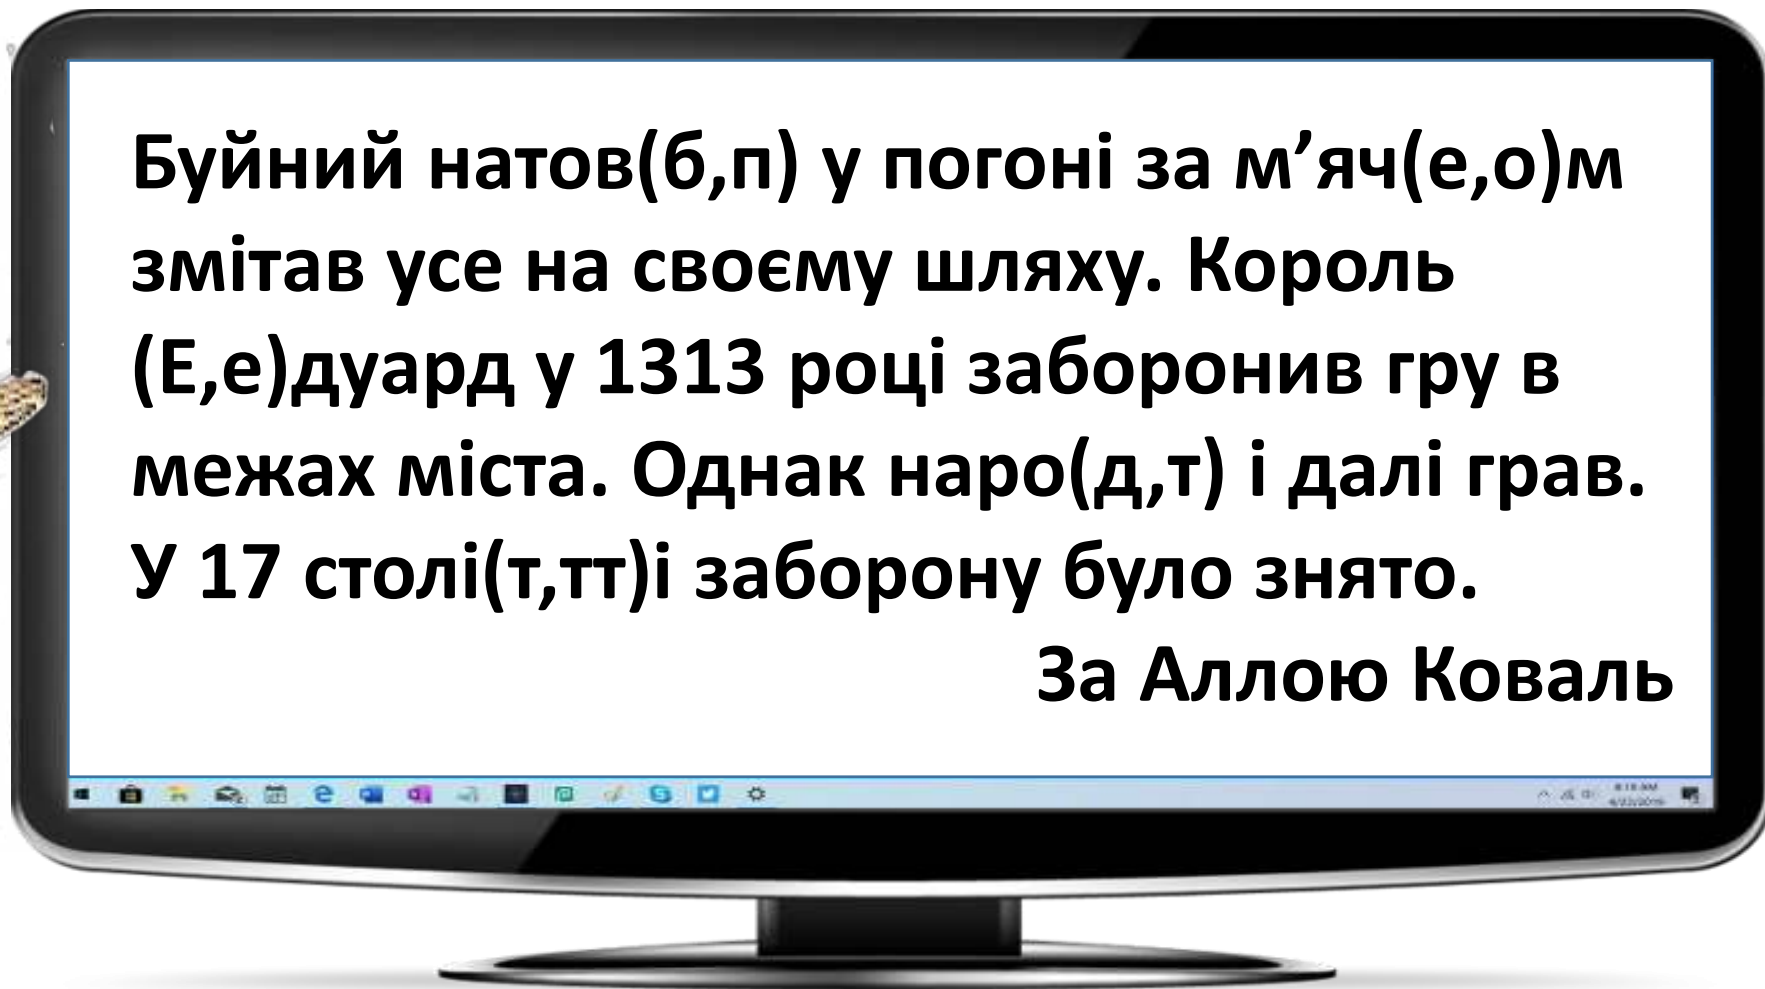 Буйний натов(б,п) у погоні за м’яч(е,о)м
змітав усе на своєму шляху. Король
(Е,е)дуард у 1313 році заборонив гру в
межах міста. Однак наро(д,т) і далі грав.
У 17 столі(т,тт)і заборону було знято.
За Аллою Коваль